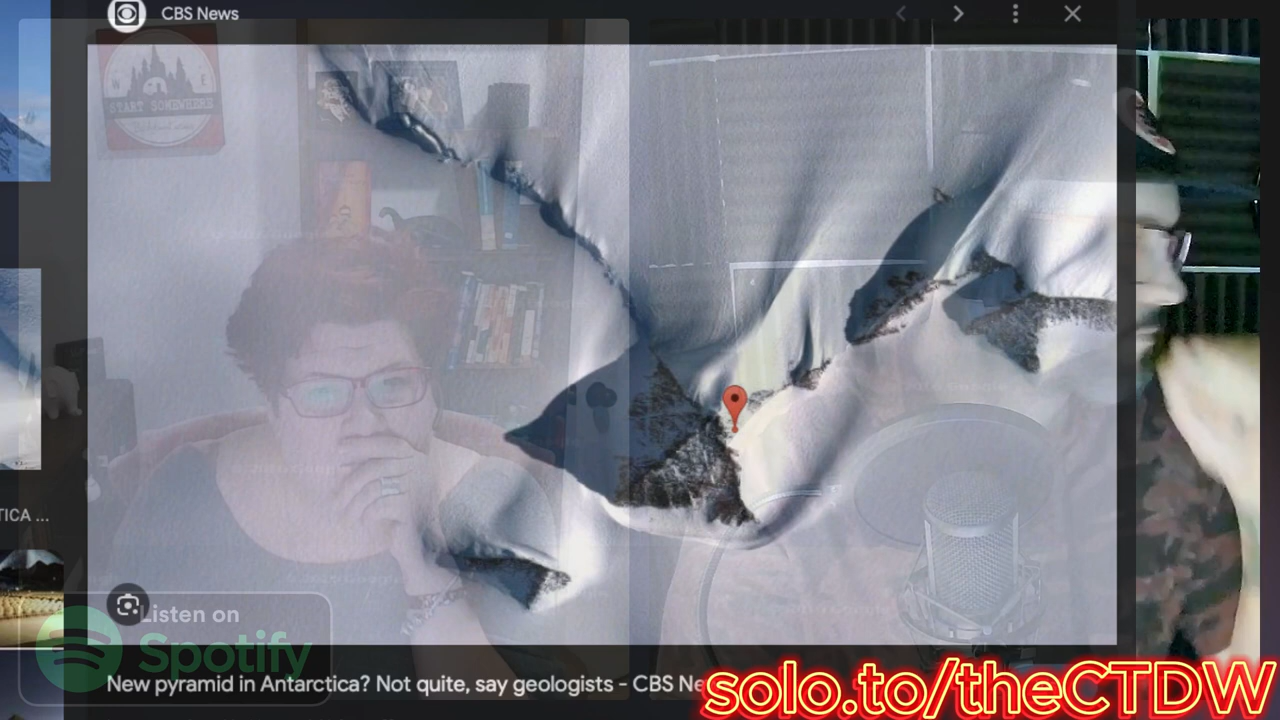 CBS News
START SOMEWHERE
TICA ...
Listen on
Spotify
New pyramid in Antarctica? Not quite, say geologists - CBS Ne
solo.to/theCTDW